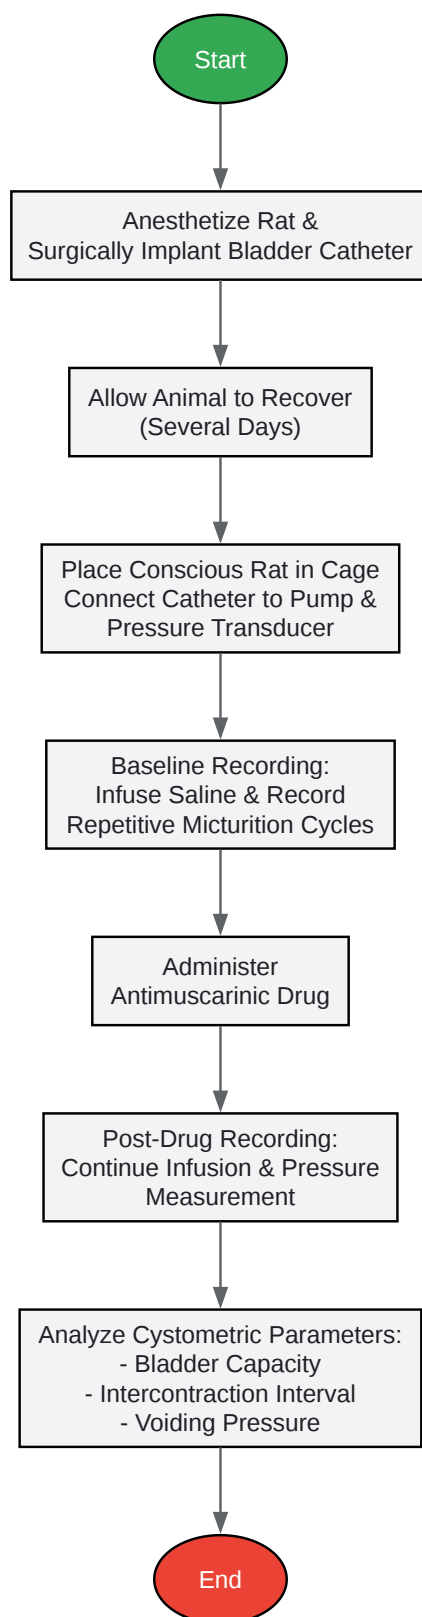 Start
Anesthetize Rat &
Surgically Implant Bladder Catheter
Allow Animal to Recover
(Several Days)
Place Conscious Rat in Cage
Connect Catheter to Pump &
Pressure Transducer
Baseline Recording:
Infuse Saline & Record
Repetitive Micturition Cycles
Administer
Antimuscarinic Drug
Post-Drug Recording:
Continue Infusion & Pressure
Measurement
Analyze Cystometric Parameters:
- Bladder Capacity
- Intercontraction Interval
- Voiding Pressure
End